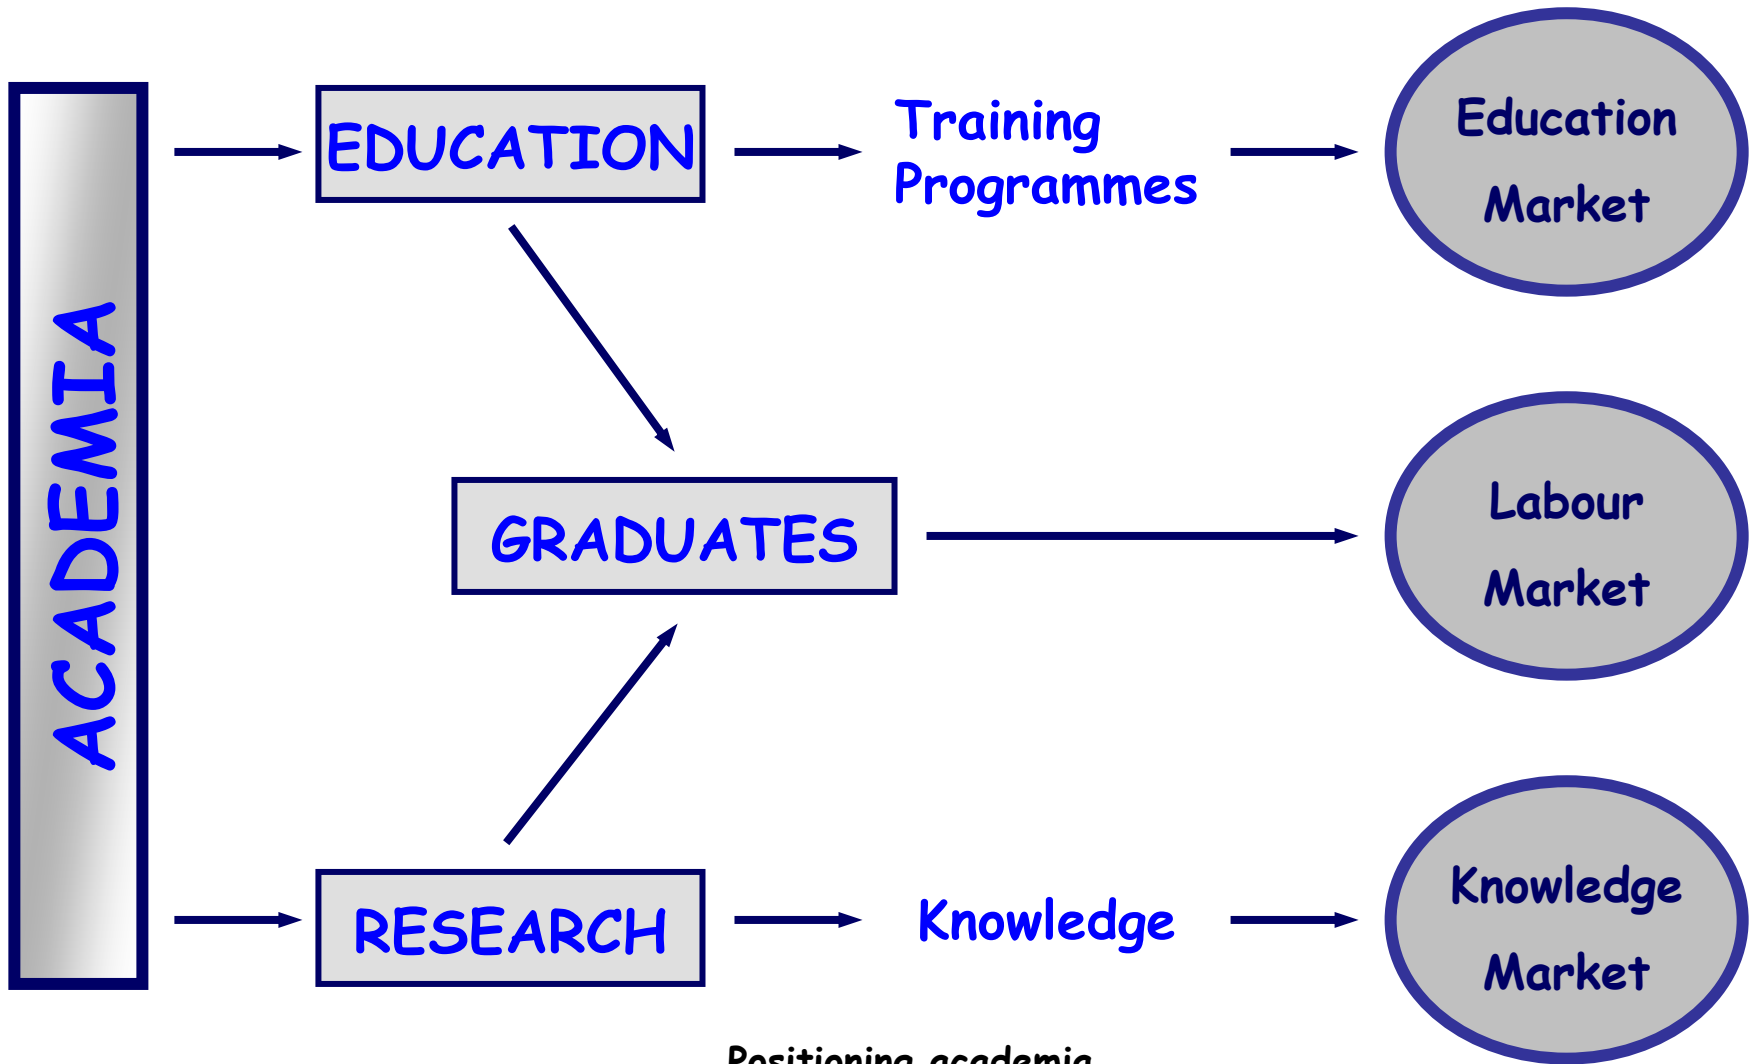 ACADEMIA
EDUCATION
Training
Programmes
Education
Market
GRADUATES
Labour
Market
RESEARCH
Knowledge
Knowledge
Market
Positioning academia